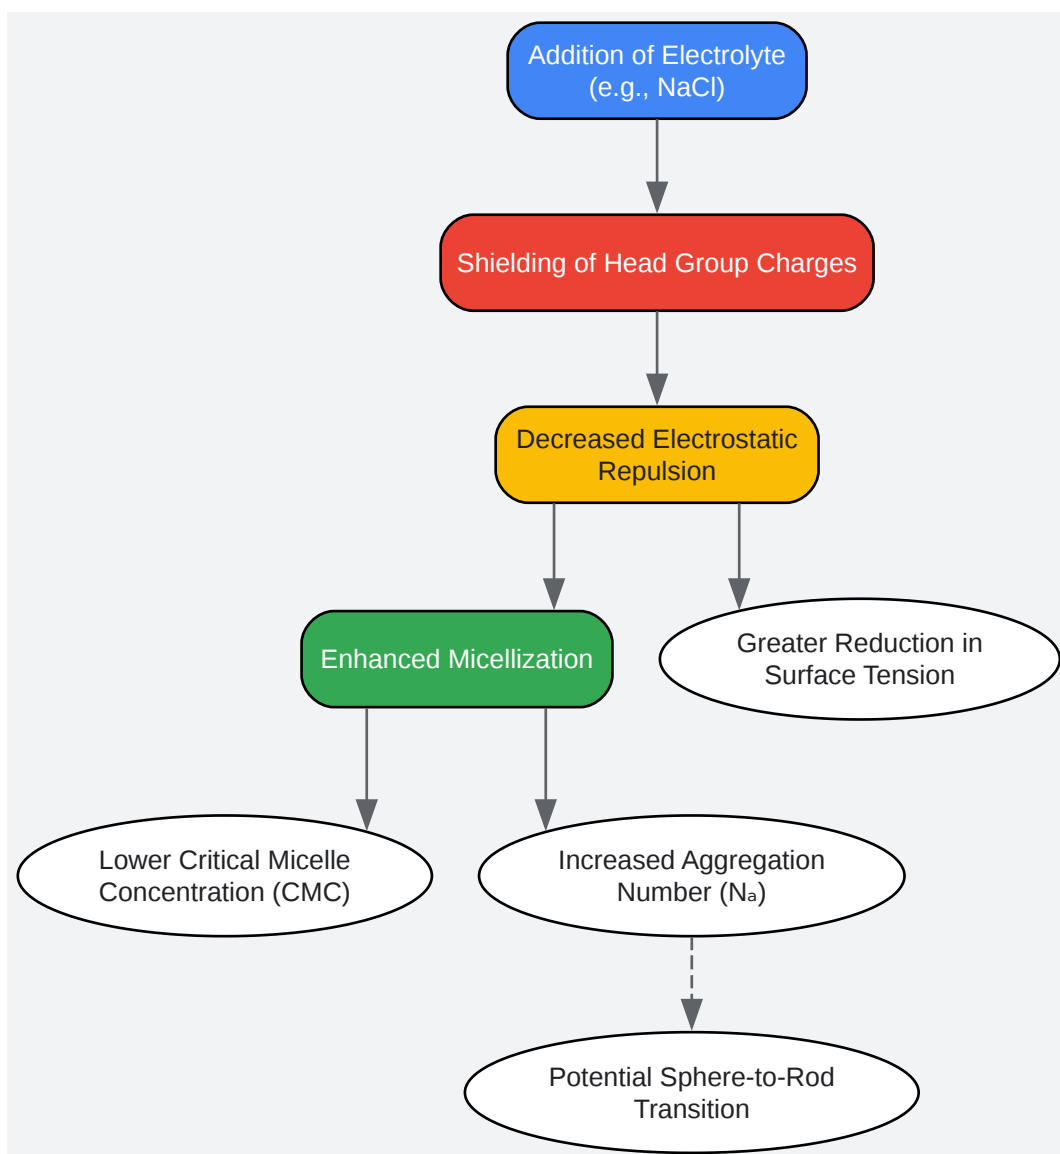 Addition of Electrolyte
(e.g., NaCl)
Shielding of Head Group Charges
Decreased Electrostatic
Repulsion
Enhanced Micellization
Greater Reduction in
Surface Tension
Lower Critical Micelle
Concentration (CMC)
Increased Aggregation
Number (Nₐ)
Potential Sphere-to-Rod
Transition